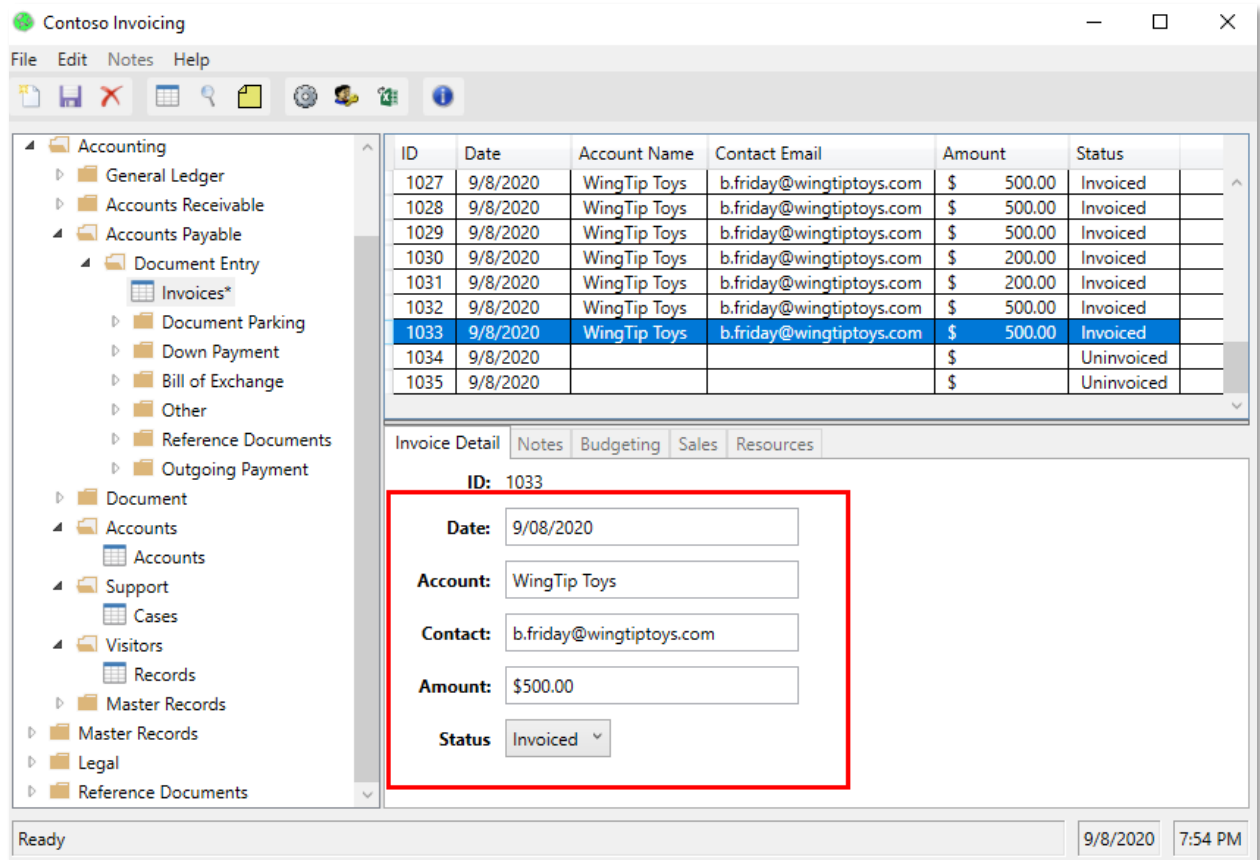 Contoso Invoicing
File Edit Notes Help
Accounting
General Ledger
Accounts Receivable
Accounts Payable
Document Entry
Invoices*
Document Parking
Down Payment
Bill of Exchange
Other
Reference Documents
Outgoing Payment
Document
Accounts
Accounts
Support
Cases
Visitors
Records
Master Records
Master Records
Legal
Reference Documents
ID Date Account Name Contact Email Amount Status
1027 9/8/2020 WingTip Toys b.friday@wingtiptoys.com $ 500.00 Invoiced
1028 9/8/2020 WingTip Toys b.friday@wingtiptoys.com $ 500.00 Invoiced
1029 9/8/2020 WingTip Toys b.friday@wingtiptoys.com $ 500.00 Invoiced
1030 9/8/2020 WingTip Toys b.friday@wingtiptoys.com $ 200.00 Invoiced
1031 9/8/2020 WingTip Toys b.friday@wingtiptoys.com $ 200.00 Invoiced
1032 9/8/2020 WingTip Toys b.friday@wingtiptoys.com $ 500.00 Invoiced
1033 9/8/2020 WingTip Toys b.friday@wingtiptoys.com $ 500.00 Invoiced
1034 9/8/2020 $ Uninvoiced
1035 9/8/2020 $ Uninvoiced
Invoice Detail Notes Budgeting Sales Resources
ID: 1033
Date: 9/08/2020
Account: WingTip Toys
Contact: b.friday@wingtiptoys.com
Amount: $500.00
Status Invoiced
Ready 9/8/2020 7:54 PM